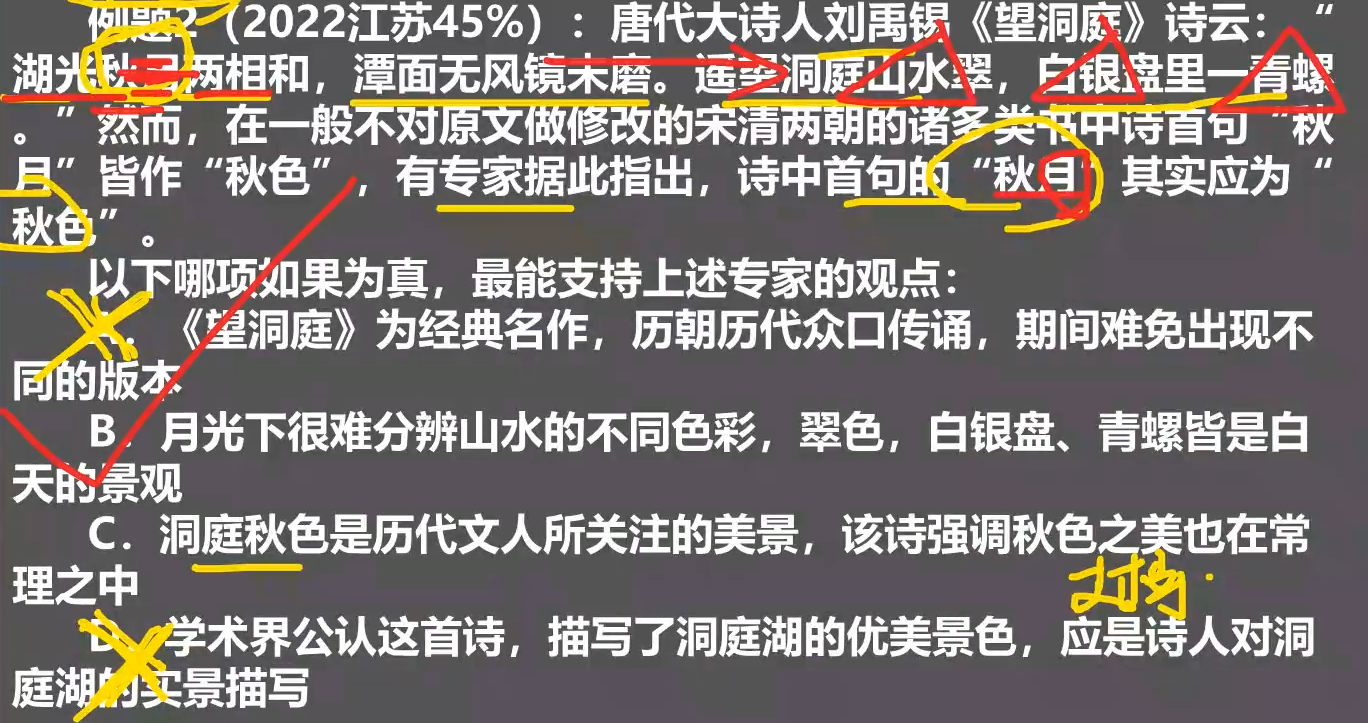 例题2（2022江苏45%）：唐代大诗人刘禹锡《望洞庭》诗云：“
湖光秋月两相和，潭面无风镜未磨。遥望洞庭山水翠，白银盘里一青螺
。”然而，在一般不对原文做修改的宋清两朝的诸多类书中诗首句“秋
月”皆作“秋色”，有专家据此指出，诗中首句的“秋月”其实应为“
秋色”。
以下哪项如果为真，最能支持上述专家的观点：
A．《望洞庭》为经典名作，历朝历代众口传诵，期间难免出现不
同的版本
B．月光下很难分辨山水的不同色彩，翠色，白银盘、青螺皆是白
天的景观
C．洞庭秋色是历代文人所关注的美景，该诗强调秋色之美也在常
理之中
D．学术界公认这首诗，描写了洞庭湖的优美景色，应是诗人对洞
庭湖的实景描写